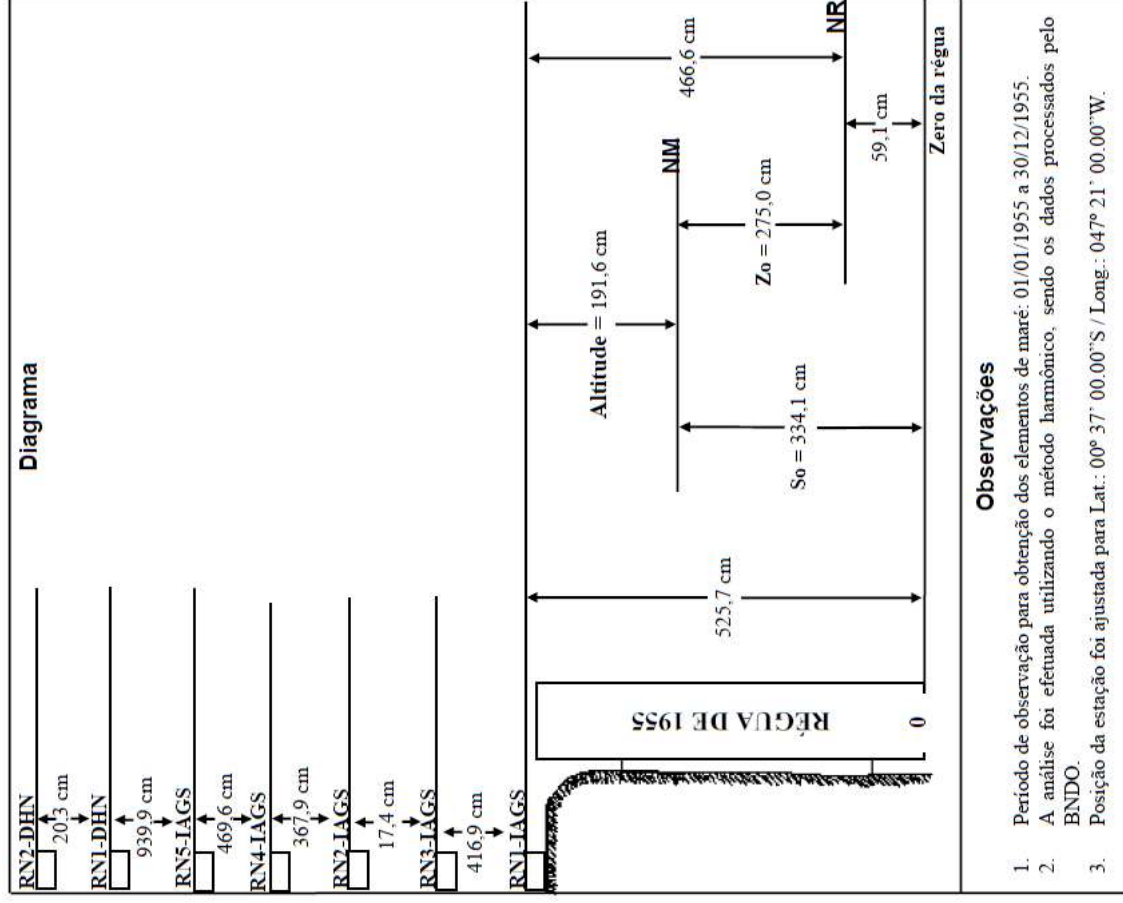 Diagrama
RN2-DHN
20,3 cm
RN1-DHN
939,9 cm
RN5-IAGS
469,6 cm
RN4-IAGS
367,9 cm
RN2-IAGS
17,4 cm
RN3-IAGS
416,9 cm
RN1-IAGS
RÉGUA DE 1955
0
525,7 cm
Altitude = 191,6 cm
NM
So = 334,1 cm
Zo = 275,0 cm
466,6 cm
NR
59,1 cm
Zero da régua
Observações
1. Período de observação para obtenção dos elementos de maré: 01/01/1955 a 30/12/1955.
2. A análise foi efetuada utilizando o método harmônico, sendo os dados processados pelo
BNDO.
3. Posição da estação foi ajustada para Lat.: 00º 37' 00.00"S / Long.: 047º 21' 00.00"W.